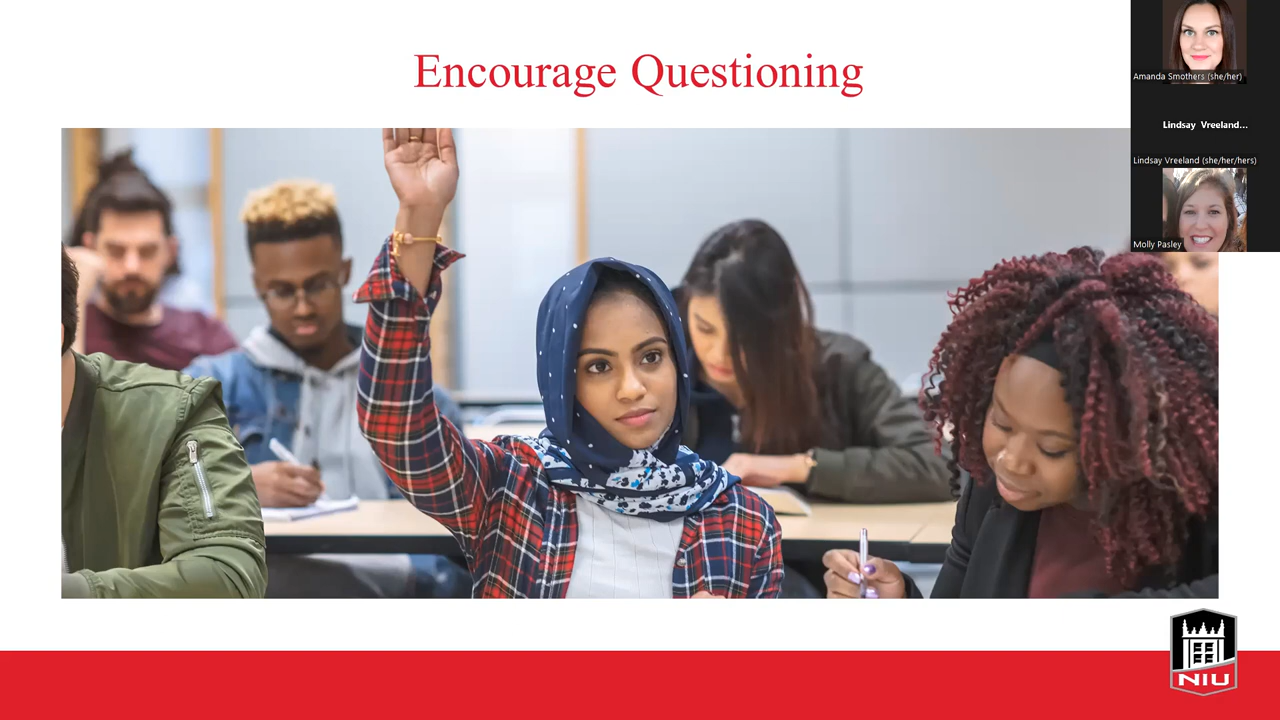 Encourage Questioning
Amanda Smothers (she/her)
Lindsay Vreeland...
Lindsay Vreeland (she/her/hers)
Molly Pasley
NIU